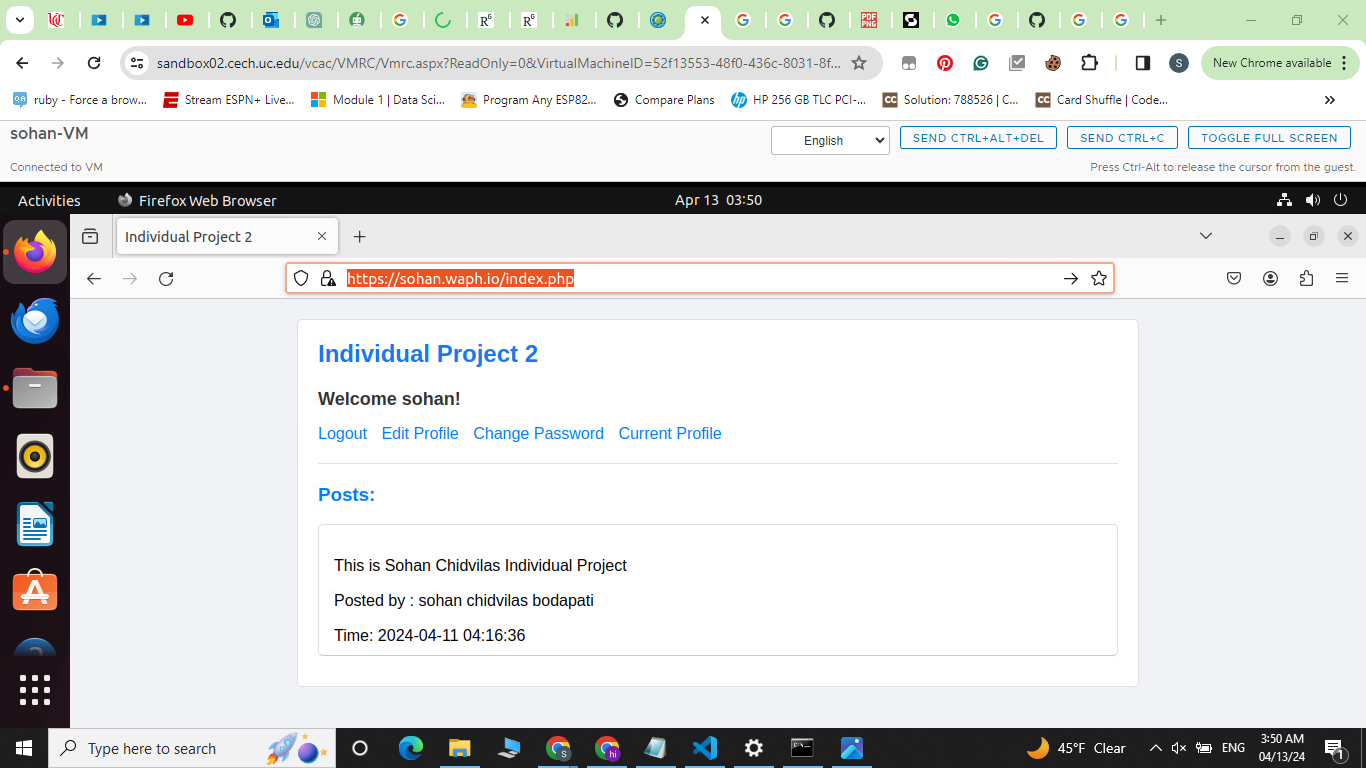 S
New Chrome available
sandbox02.cech.uc.edu/vcac/VMRC/Vmrc.aspx?ReadOnly=0&VirtualMachineID=52f13553-48f0-436c-8031-8f...
ruby - Force a brow...
Stream ESPN+ Live...
Module 1 | Data Sci...
Program Any ESP82...
Compare Plans
HP 256 GB TLC PCI-...
CC
Solution: 788526 | C...
CC
Card Shuffle | Code...
sohan-VM
English
SEND CTRL+ALT+DEL
SEND CTRL+C
TOGGLE FULL SCREEN
Connected to VM
Press Ctrl-Alt to release the cursor from the guest.
Activities
Firefox Web Browser
Apr 13 03:50
Individual Project 2
https://sohan.waph.io/index.php
Individual Project 2
Welcome sohan!
Logout Edit Profile Change Password Current Profile
Posts:
This is Sohan Chidvilas Individual Project
Posted by : sohan chidvilas bodapati
Time: 2024-04-11 04:16:36
Type here to search
45°F Clear
ENG
3:50 AM
04/13/24
1